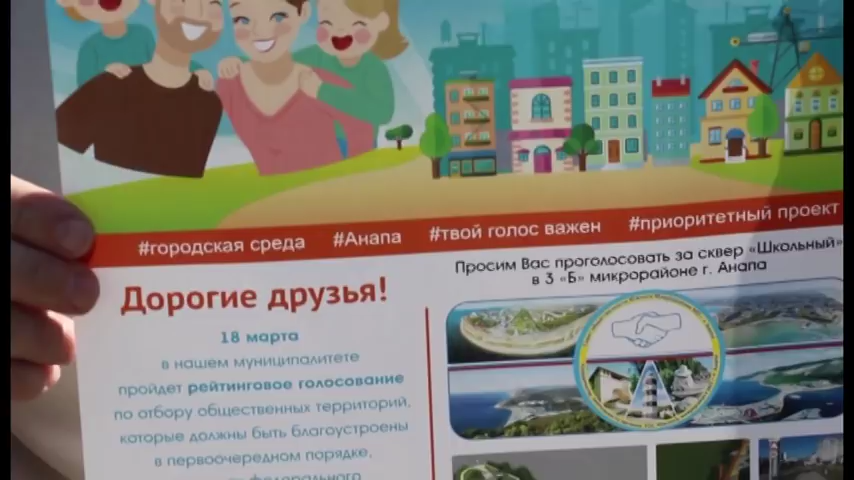 #городская среда #Анапа #твой голос важен #приоритетный проект
Дорогие друзья!
18 марта
в нашем муниципалитете
пройдет рейтинговое голосование
по отбору общественных территорий,
которые должны быть благоустроены
в первоочередном порядке,
Просим Вас проголосовать за сквер «Школьный»
в 3 «Б» микрорайоне г. Анапа